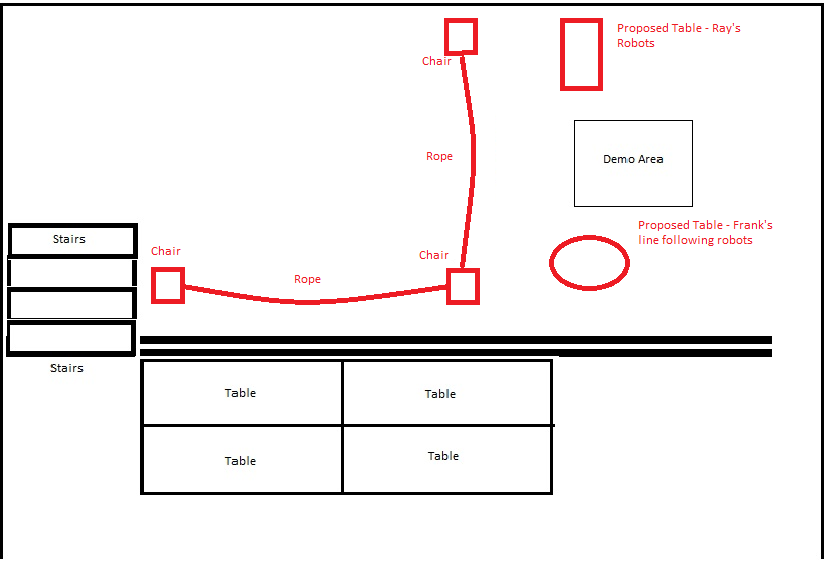 Proposed Table - Ray's
Robots
Chair
Rope
Demo Area
Proposed Table - Frank's
line following robots
Stairs
Chair
Chair
Rope
Stairs
Table
Table
Table
Table